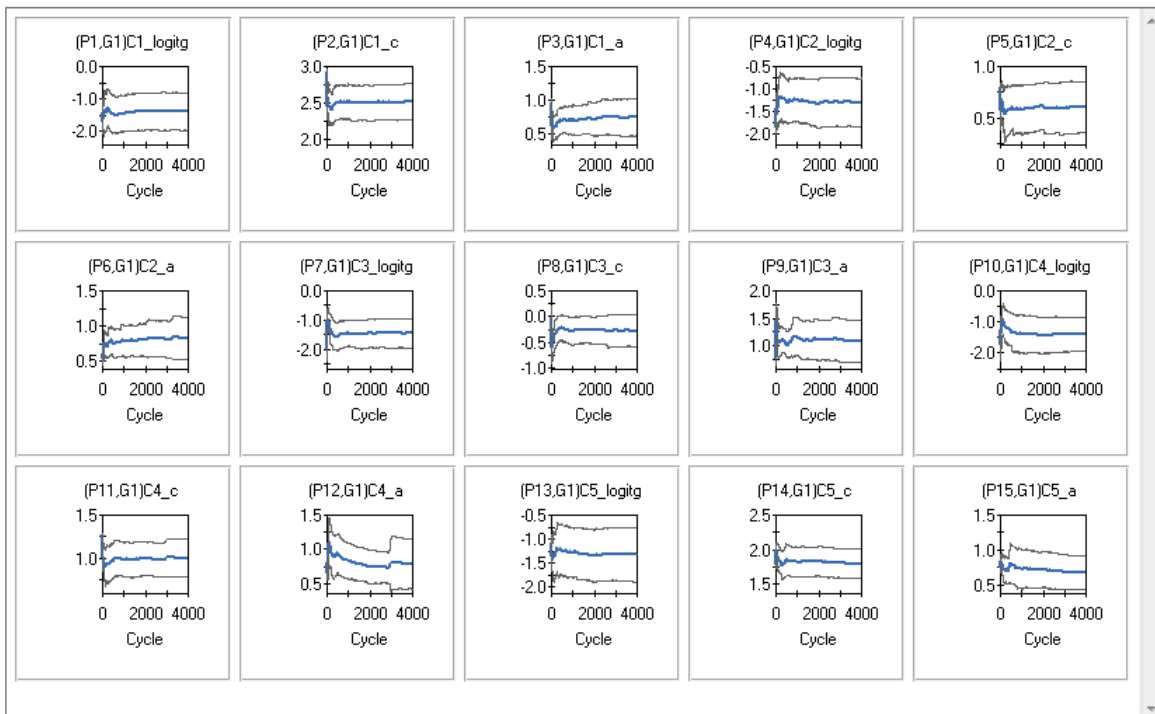 (P1,G1)C1_logitg
0.0
-1.0
-2.0
0 2000 4000
Cycle
(P2,G1)C1_c
3.0
2.5
2.0
0 2000 4000
Cycle
(P3,G1)C1_a
1.5
1.0
0.5
0 2000 4000
Cycle
(P4,G1)C2_logitg
-0.5
-1.0
-1.5
-2.0
0 2000 4000
Cycle
(P5,G1)C2_c
1.0
0.5
0 2000 4000
Cycle
(P6,G1)C2_a
1.5
1.0
0.5
0 2000 4000
Cycle
(P7,G1)C3_logitg
0.0
-1.0
-2.0
0 2000 4000
Cycle
(P8,G1)C3_c
0.5
0.0
-0.5
-1.0
0 2000 4000
Cycle
(P9,G1)C3_a
2.0
1.5
1.0
0 2000 4000
Cycle
(P10,G1)C4_logitg
0.0
-1.0
-2.0
0 2000 4000
Cycle
(P11,G1)C4_c
1.5
1.0
0 2000 4000
Cycle
(P12,G1)C4_a
1.5
1.0
0.5
0 2000 4000
Cycle
(P13,G1)C5_logitg
-0.5
-1.0
-1.5
-2.0
0 2000 4000
Cycle
(P14,G1)C5_c
2.5
2.0
1.5
0 2000 4000
Cycle
(P15,G1)C5_a
1.5
1.0
0.5
0 2000 4000
Cycle